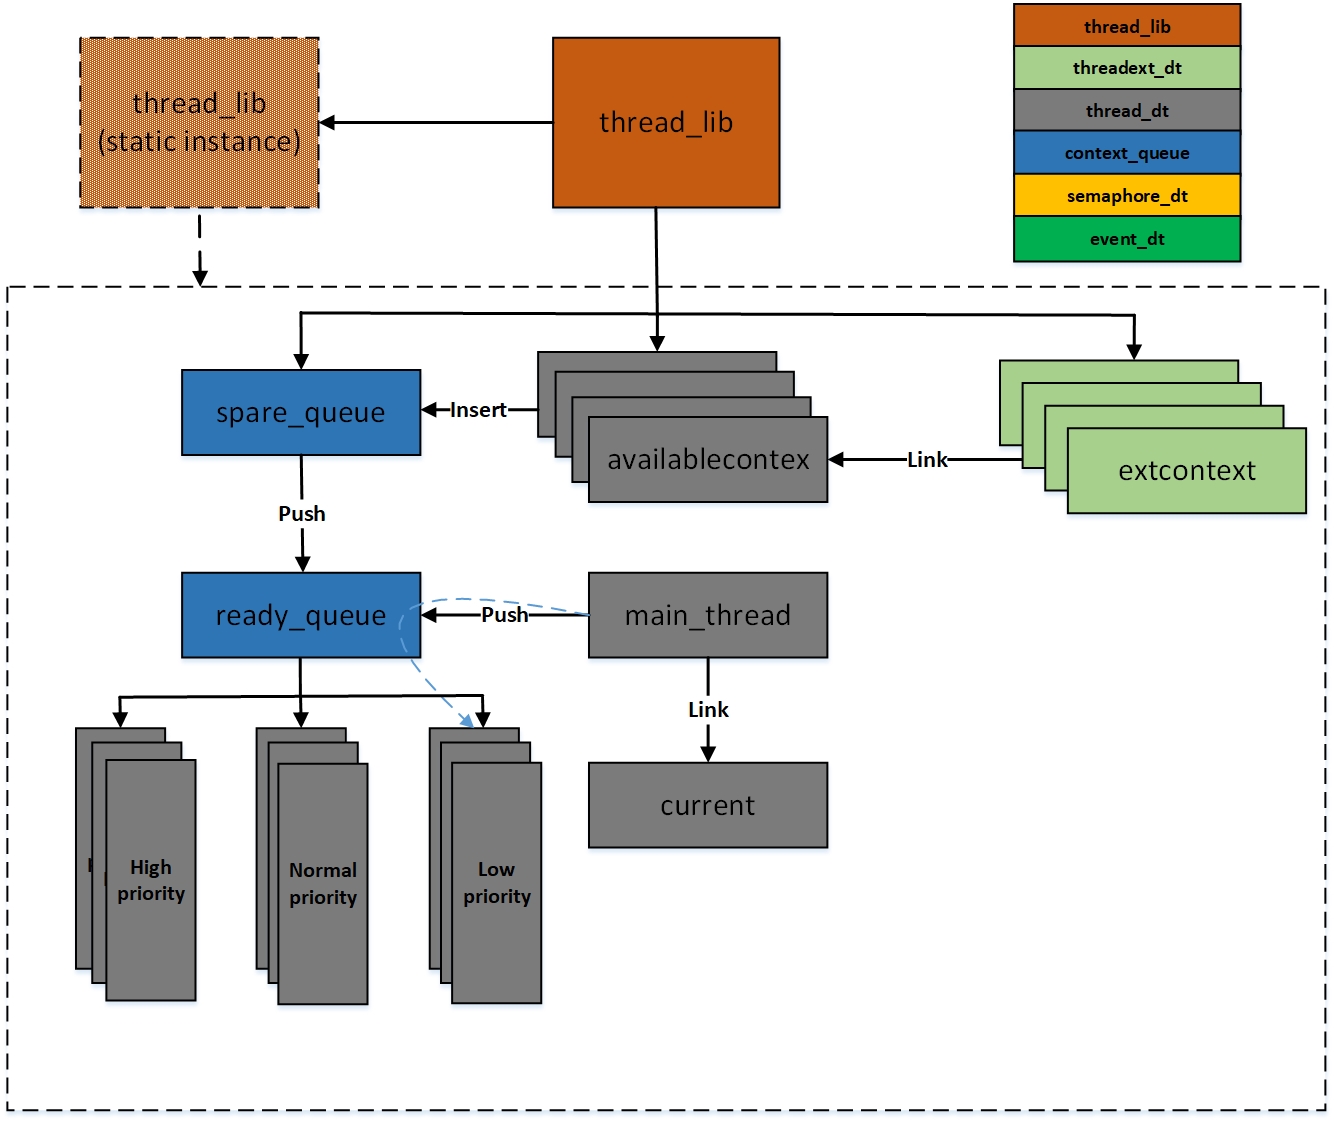 thread_lib
(static instance)
thread_lib
thread_lib
threadext_dt
thread_dt
context_queue
semaphore_dt
event_dt
spare_queue
Insert
availablecontex
Link
extcontext
Push
ready_queue
Push
main_thread
Link
current
High
priority
Normal
priority
Low
priority